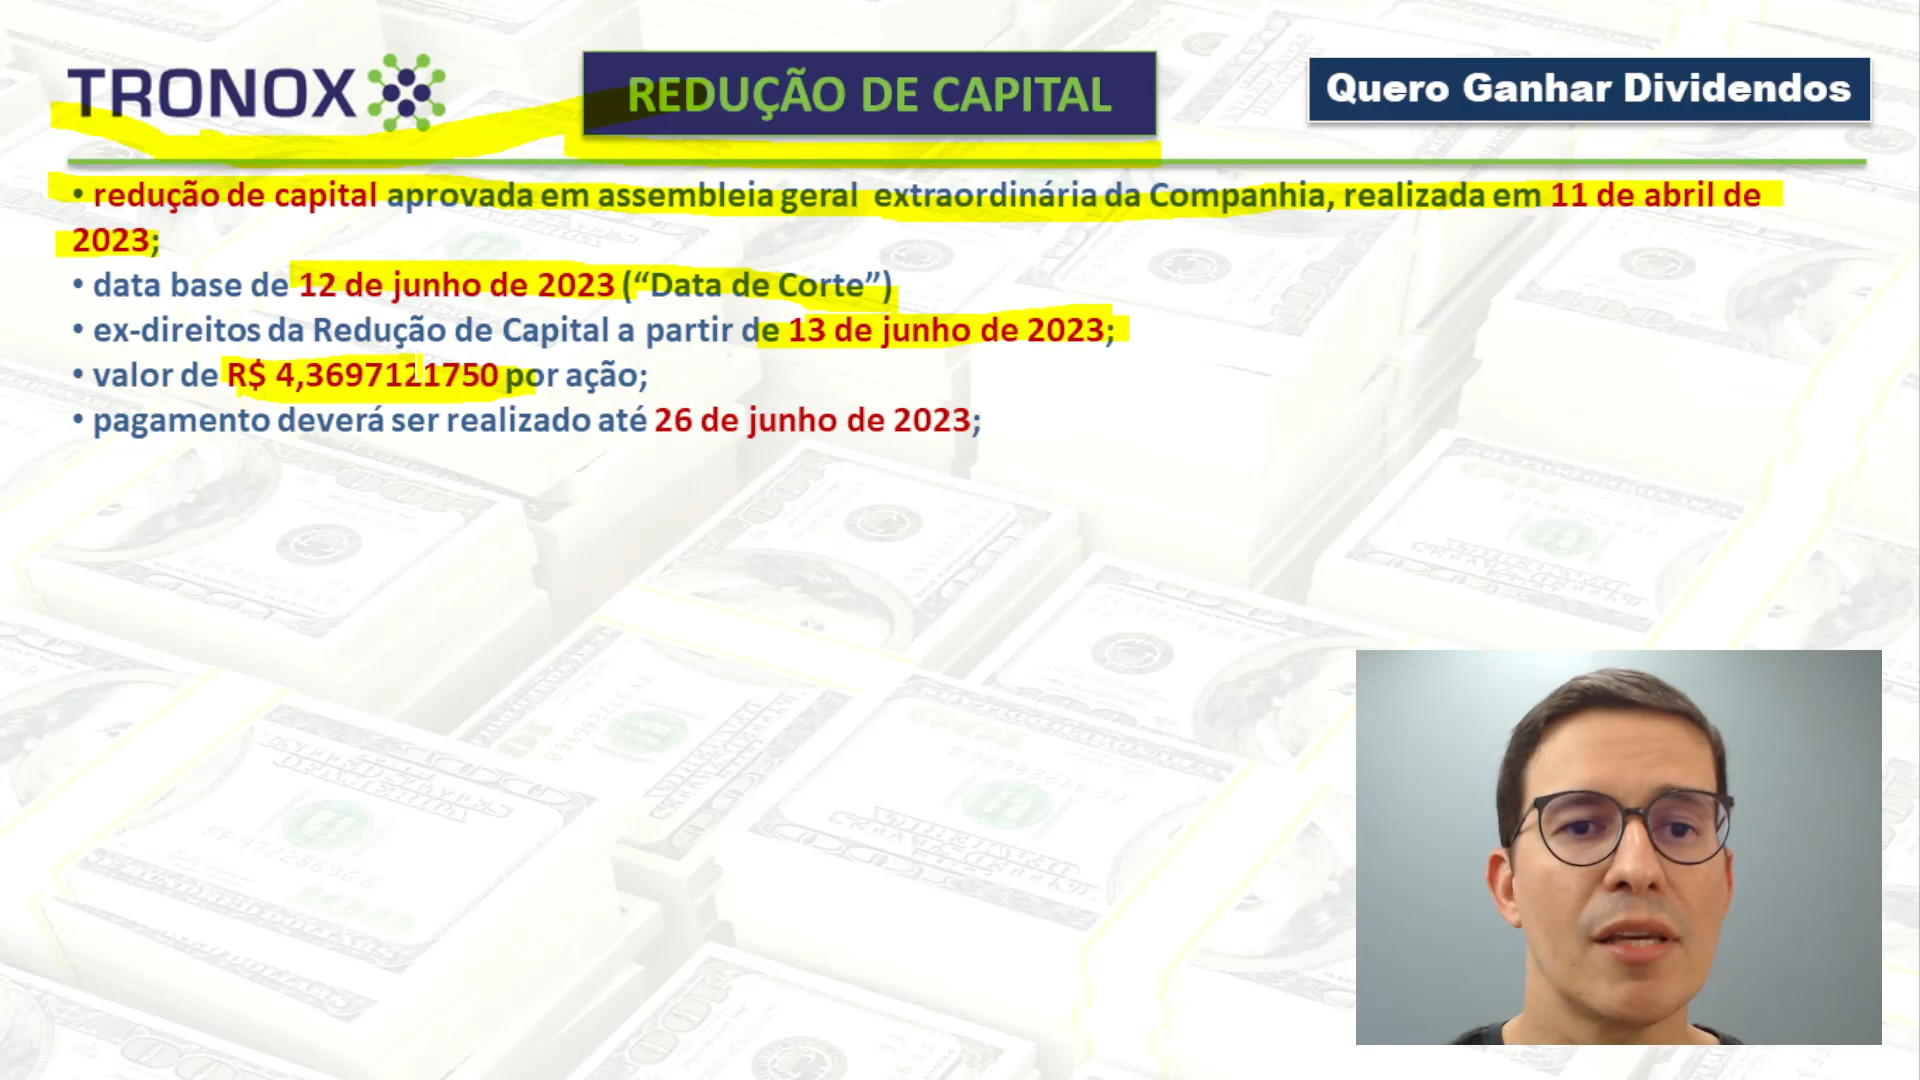 TRONOX
REDUÇÃO DE CAPITAL
Quero Ganhar Dividendos
• redução de capital aprovada em assembleia geral extraordinária da Companhia, realizada em 11 de abril de
2023;
• data base de 12 de junho de 2023 (“Data de Corte”)
• ex-direitos da Redução de Capital a partir de 13 de junho de 2023;
• valor de R$ 4,3697121750 por ação;
• pagamento deverá ser realizado até 26 de junho de 2023;